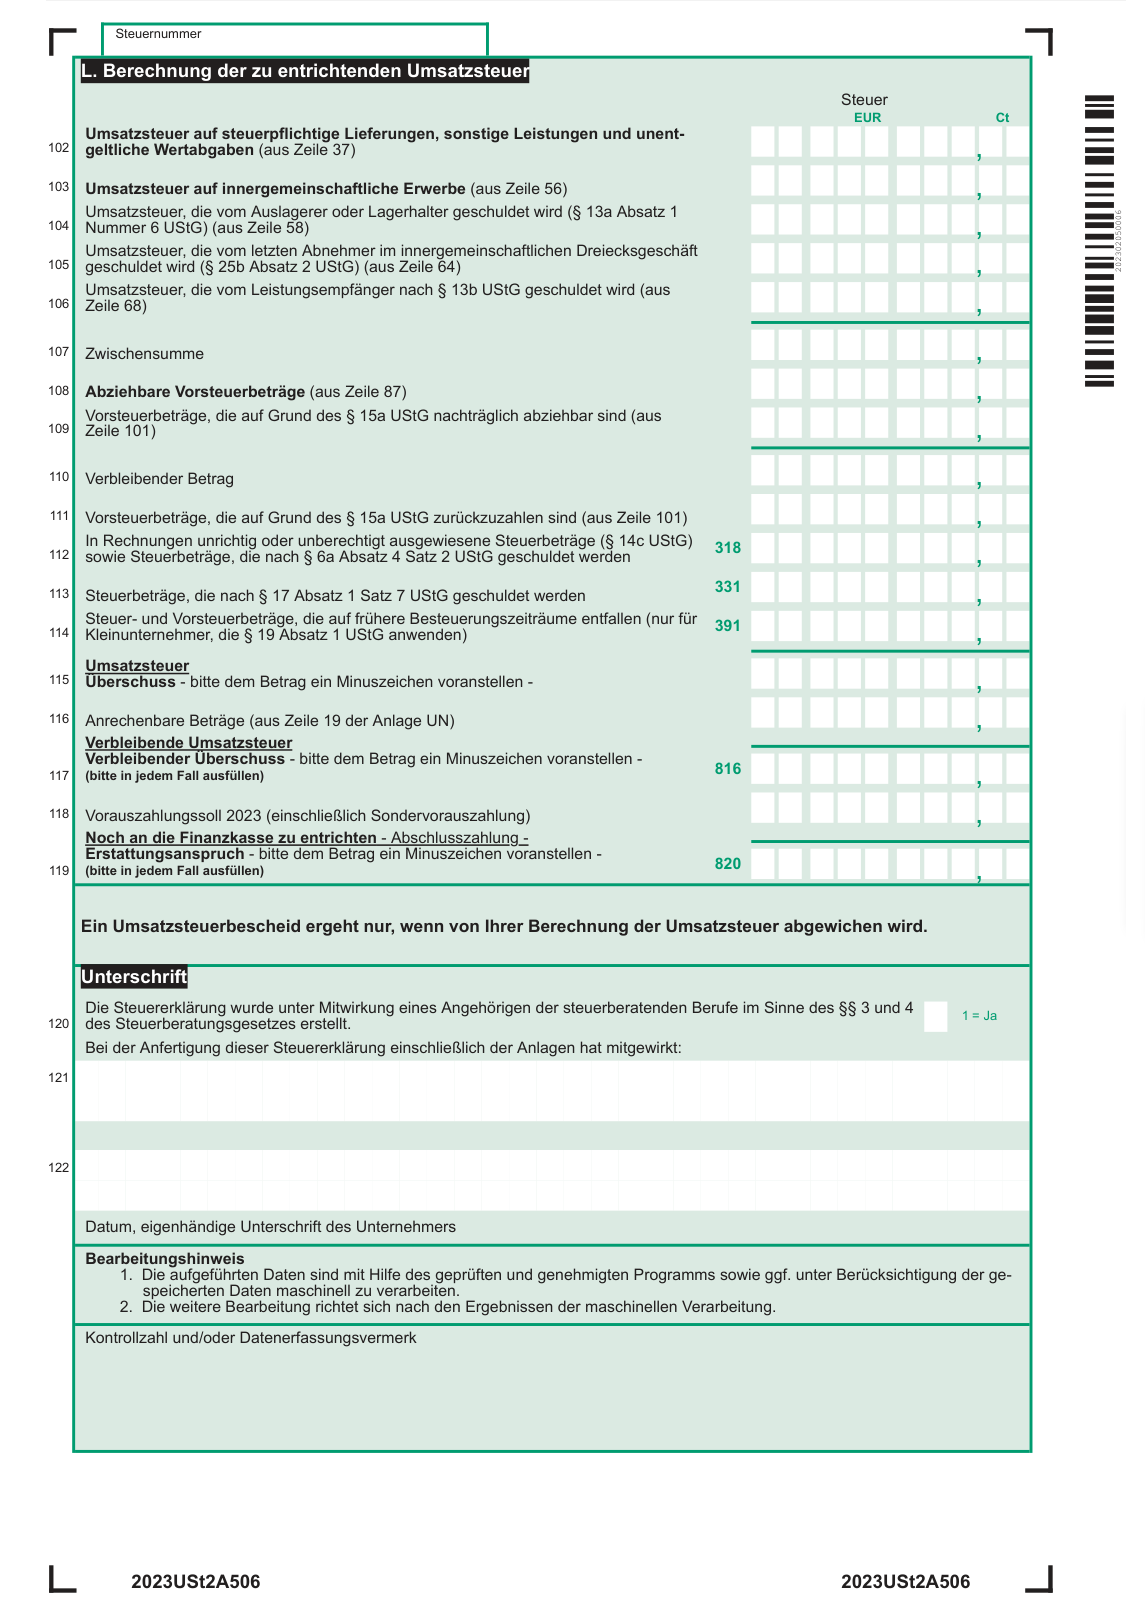 Steuernummer
L. Berechnung der zu entrichtenden Umsatzsteuer
Steuer
EUR Ct
102 Umsatzsteuer auf steuerpflichtige Lieferungen, sonstige Leistungen und unent-
geltliche Wertabgaben (aus Zeile 37) ,
103 Umsatzsteuer auf innergemeinschaftliche Erwerbe (aus Zeile 56) ,
104 Umsatzsteuer, die vom Auslagerer oder Lagerhalter geschuldet wird (§ 13a Absatz 1
Nummer 6 UStG) (aus Zeile 58) ,
105 Umsatzsteuer, die vom letzten Abnehmer im innergemeinschaftlichen Dreiecksgeschäft
geschuldet wird (§ 25b Absatz 2 UStG) (aus Zeile 64) ,
106 Umsatzsteuer, die vom Leistungsempfänger nach § 13b UStG geschuldet wird (aus
Zeile 68) ,
107 Zwischensumme ,
108 Abziehbare Vorsteuerbeträge (aus Zeile 87) ,
109 Vorsteuerbeträge, die auf Grund des § 15a UStG nachträglich abziehbar sind (aus
Zeile 101) ,
110 Verbleibender Betrag ,
111 Vorsteuerbeträge, die auf Grund des § 15a UStG zurückzuzahlen sind (aus Zeile 101) ,
112 In Rechnungen unrichtig oder unberechtigt ausgewiesene Steuerbeträge (§ 14c UStG)
sowie Steuerbeträge, die nach § 6a Absatz 4 Satz 2 UStG geschuldet werden 318 ,
113 Steuerbeträge, die nach § 17 Absatz 1 Satz 7 UStG geschuldet werden 331 ,
114 Steuer- und Vorsteuerbeträge, die auf frühere Besteuerungszeiträume entfallen (nur für
Kleinunternehmer, die § 19 Absatz 1 UStG anwenden) 391 ,
Umsatzsteuer
115 Überschuss - bitte dem Betrag ein Minuszeichen voranstellen - ,
116 Anrechenbare Beträge (aus Zeile 19 der Anlage UN) ,
Verbleibende Umsatzsteuer
Verbleibender Überschuss - bitte dem Betrag ein Minuszeichen voranstellen - 816
117 (bitte in jedem Fall ausfüllen) ,
118 Vorauszahlungssoll 2023 (einschließlich Sondervorauszahlung) ,
Noch an die Finanzkasse zu entrichten - Abschlusszahlung -
Erstattungsanspruch - bitte dem Betrag ein Minuszeichen voranstellen - 820
119 (bitte in jedem Fall ausfüllen) ,
Ein Umsatzsteuerbescheid ergeht nur, wenn von Ihrer Berechnung der Umsatzsteuer abgewichen wird.
Unterschrift
Die Steuererklärung wurde unter Mitwirkung eines Angehörigen der steuerberatenden Berufe im Sinne des §§ 3 und 4 1 = Ja
120 des Steuerberatungsgesetzes erstellt.
Bei der Anfertigung dieser Steuererklärung einschließlich der Anlagen hat mitgewirkt:
121
122
Datum, eigenhändige Unterschrift des Unternehmers
Bearbeitungshinweis
1. Die aufgeführten Daten sind mit Hilfe des geprüften und genehmigten Programms sowie ggf. unter Berücksichtigung der ge-
speicherten Daten maschinell zu verarbeiten.
2. Die weitere Bearbeitung richtet sich nach den Ergebnissen der maschinellen Verarbeitung.
Kontrollzahl und/oder Datenerfassungsvermerk
2023USt2A506 2023USt2A506
202302050006